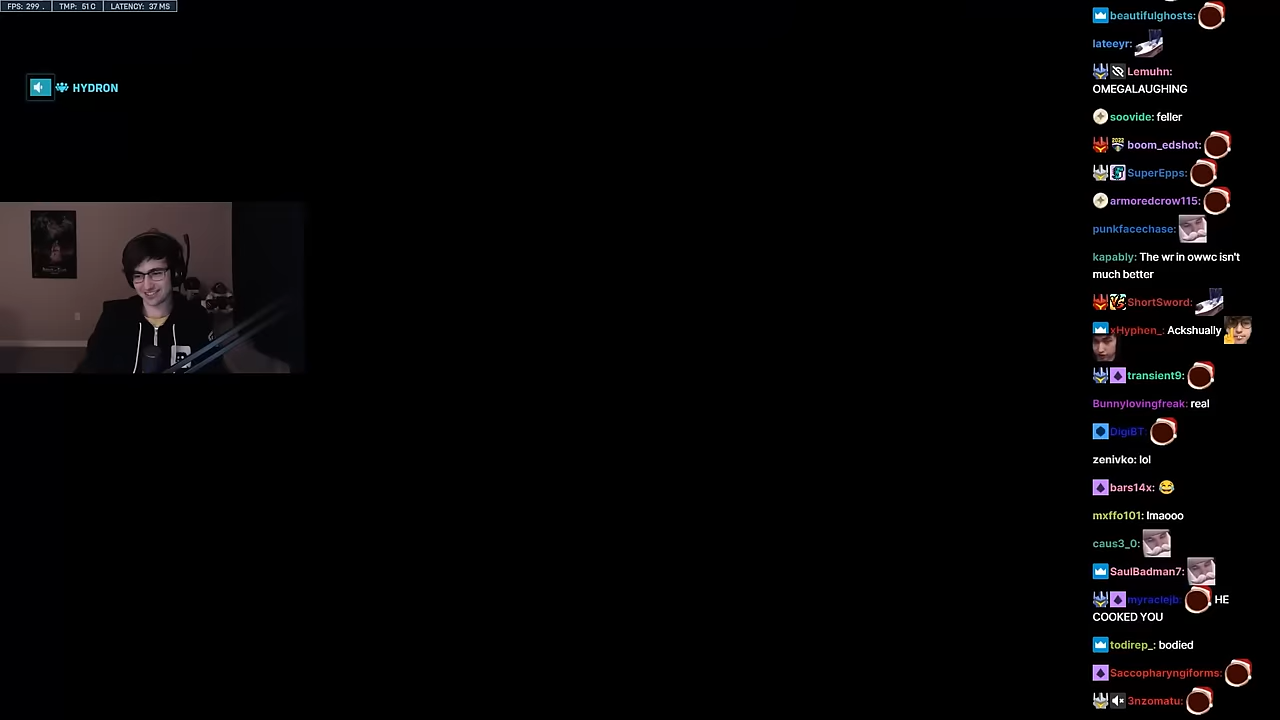 FPS: 299 . TMP: 51 C LATENCY: 37 MS
HYDRON
beautifulghosts:
lateeyr:
Lemuhn:
OMEGALAUGHING
soovide: feller
boom_edshot:
SuperEpps:
armoredcrow115:
punkfacechase:
kapably: The wr in owwc isn't
much better
ShortSword:
xHyphen_: Ackshually
transient9:
Bunnylovingfreak: real
DigiBT:
zenivko: lol
bars14x:
mxffo101: lmaooo
caus3_0:
SaulBadman7:
myraclejb: HE
COOKED YOU
todirep_: bodied
Saccopharyngiforms:
3nzomatu: